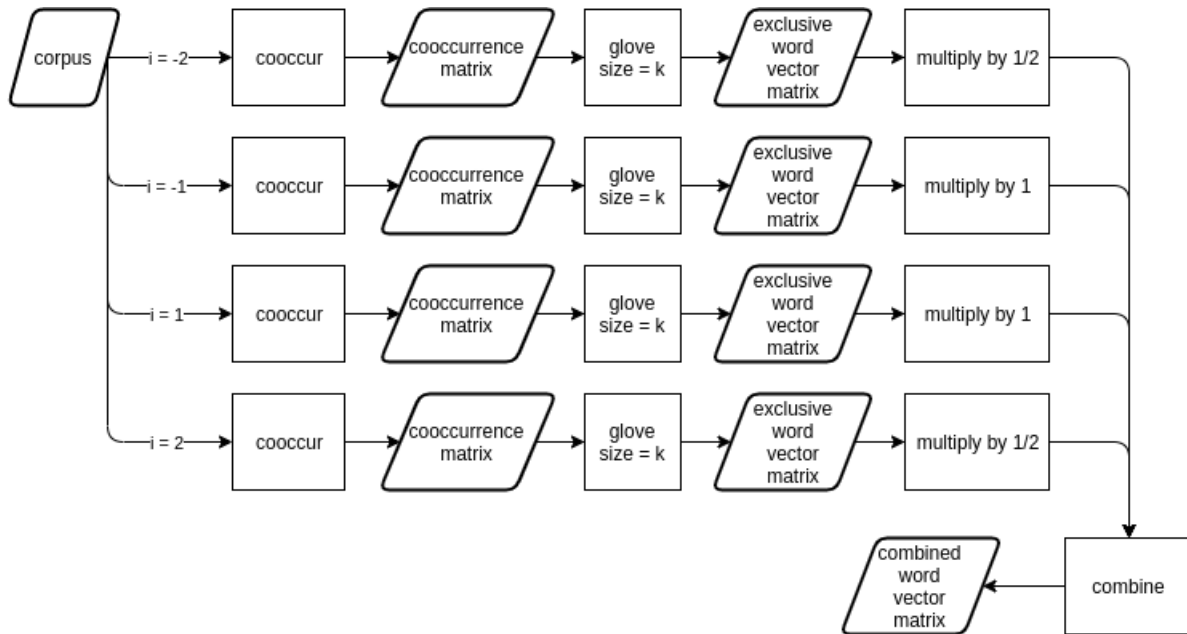 corpus
i = -2
cooccur
cooccurrence
matrix
glove
size = k
exclusive
word
vector
matrix
multiply by 1/2
i = -1
cooccur
cooccurrence
matrix
glove
size = k
exclusive
word
vector
matrix
multiply by 1
i = 1
cooccur
cooccurrence
matrix
glove
size = k
exclusive
word
vector
matrix
multiply by 1
i = 2
cooccur
cooccurrence
matrix
glove
size = k
exclusive
word
vector
matrix
multiply by 1/2
combine
combined
word
vector
matrix